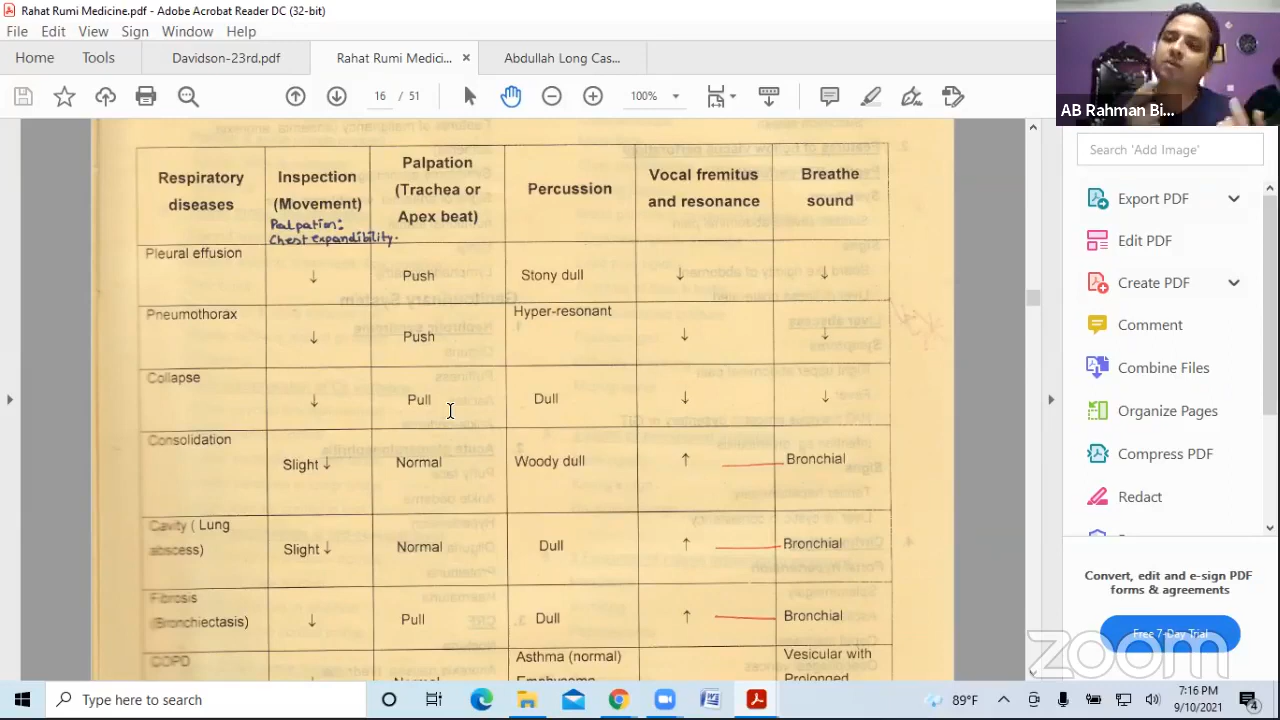 Rahat Rumi Medicine.pdf - Adobe Acrobat Reader DC (32-bit)
File Edit View Sign Window Help
Home Tools Davidson-23rd.pdf Rahat Rumi Medici... × Abdullah Long Cas...
16 / 51 100%
AB Rahman Bi...
Search 'Add Image'
Export PDF
Edit PDF
Create PDF
Comment
Combine Files
Organize Pages
Compress PDF
Redact
Convert, edit and e-sign PDF
forms & agreements
Free 7-Day Trial
Respiratory diseases Inspection (Movement) Palpation (Trachea or Apex beat) Percussion Vocal fremitus and resonance Breathe sound
Palpation:
Chest expandibility.
Pleural effusion ↓ Push Stony dull ↓ ↓
Pneumothorax ↓ Push Hyper-resonant ↓ ↓
Collapse ↓ Pull Dull ↓ ↓
Consolidation Slight ↓ Normal Woody dull ↑ Bronchial
Cavity ( Lung abscess) Slight ↓ Normal Dull ↑ Bronchial
Fibrosis (Bronchiectasis) ↓ Pull Dull ↑ Bronchial
COPD Normal Asthma (normal) Emphysema Vesicular with Prolonged
zoom
Type here to search
89°F
7:16 PM
9/10/2021
4